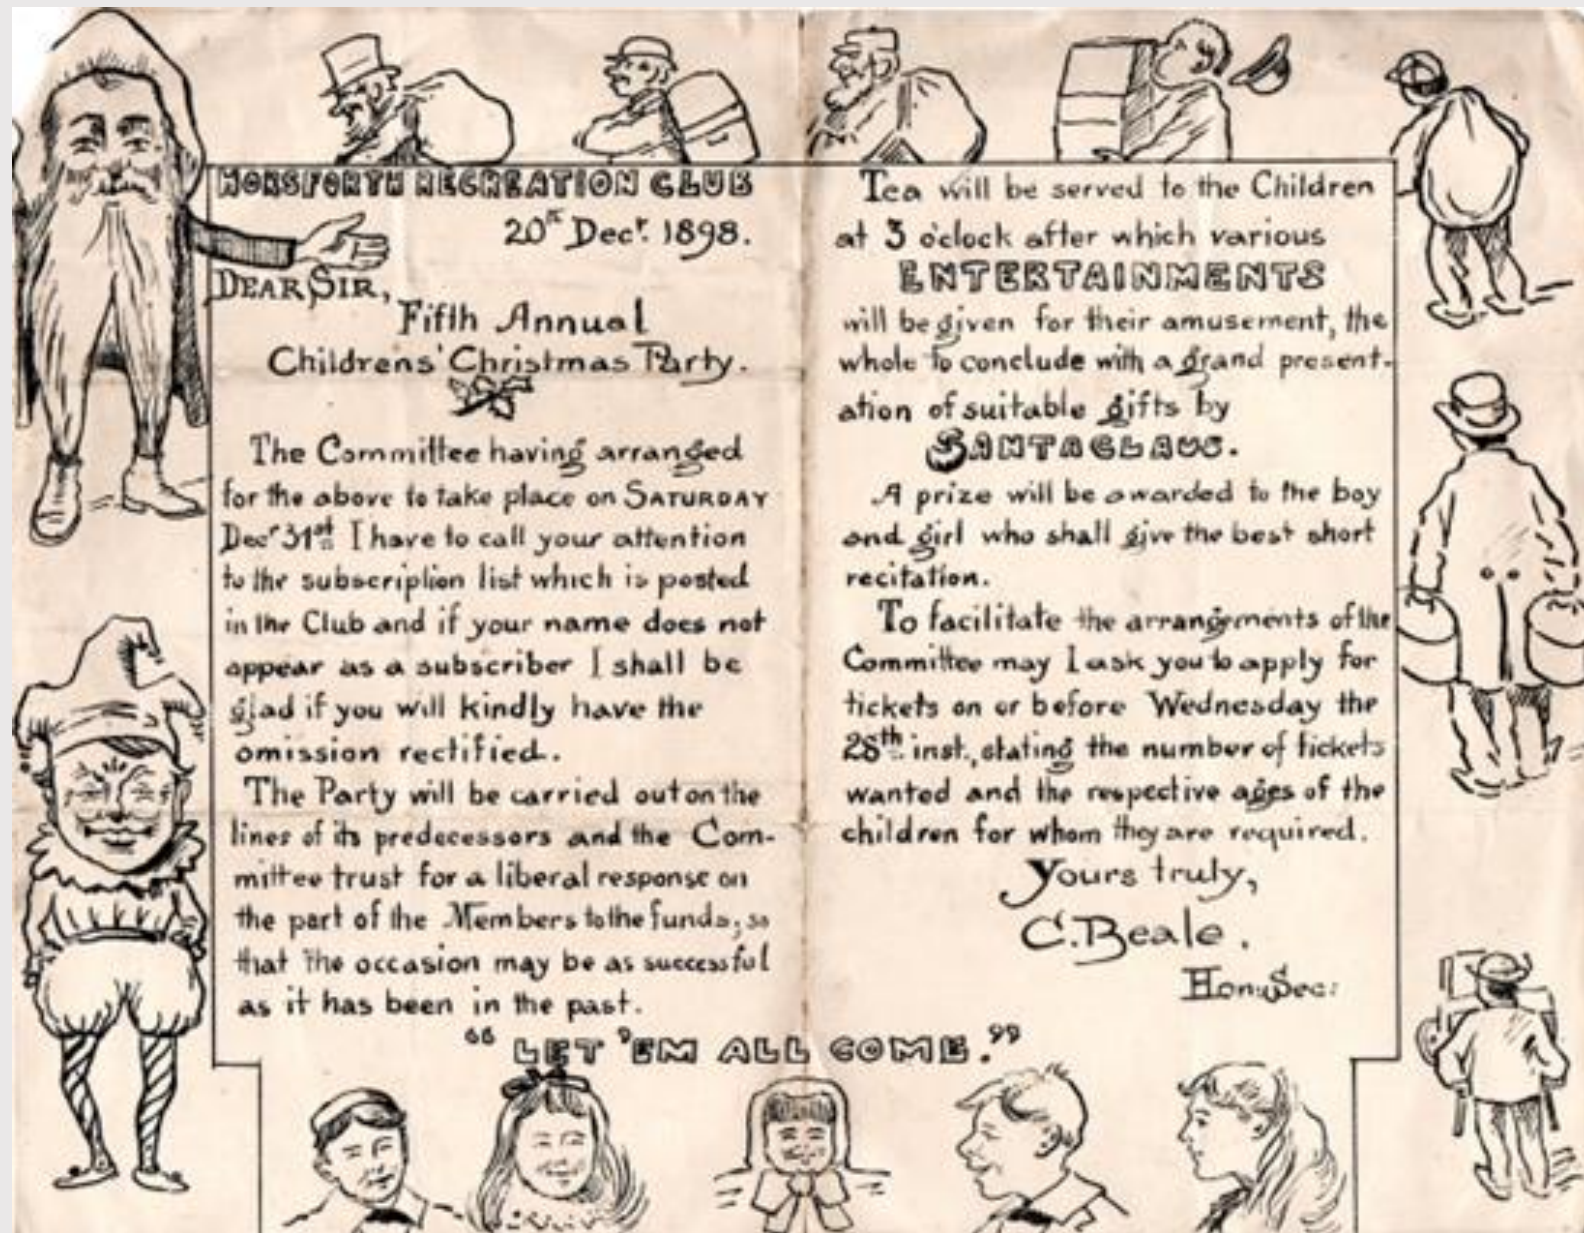 HORSFORTH RECREATION CLUB
20th Decr. 1898.
DEAR SIR,
Fifth Annual
Childrens' Christmas Party.
The Committee having arranged
for the above to take place on SATURDAY
Decr 31st I have to call your attention
to the subscription list which is posted
in the Club and if your name does not
appear as a subscriber I shall be
glad if you will kindly have the
omission rectified.
The Party will be carried out on the
lines of its predecessors and the Com-
mittee trust for a liberal response on
the part of the Members to the funds, so
that the occasion may be as successful
as it has been in the past.
Tea will be served to the Children
at 3 o'clock after which various
ENTERTAINMENTS
will be given for their amusement, the
whole to conclude with a grand present-
ation of suitable gifts by
SANTACLAUS.
A prize will be awarded to the boy
and girl who shall give the best short
recitation.
To facilitate the arrangements of the
Committee may I ask you to apply for
tickets on or before Wednesday the
28th inst., stating the number of tickets
wanted and the respective ages of the
children for whom they are required.
Yours truly,
C. Beale.
Hon: Sec:
"LET 'EM ALL COME."